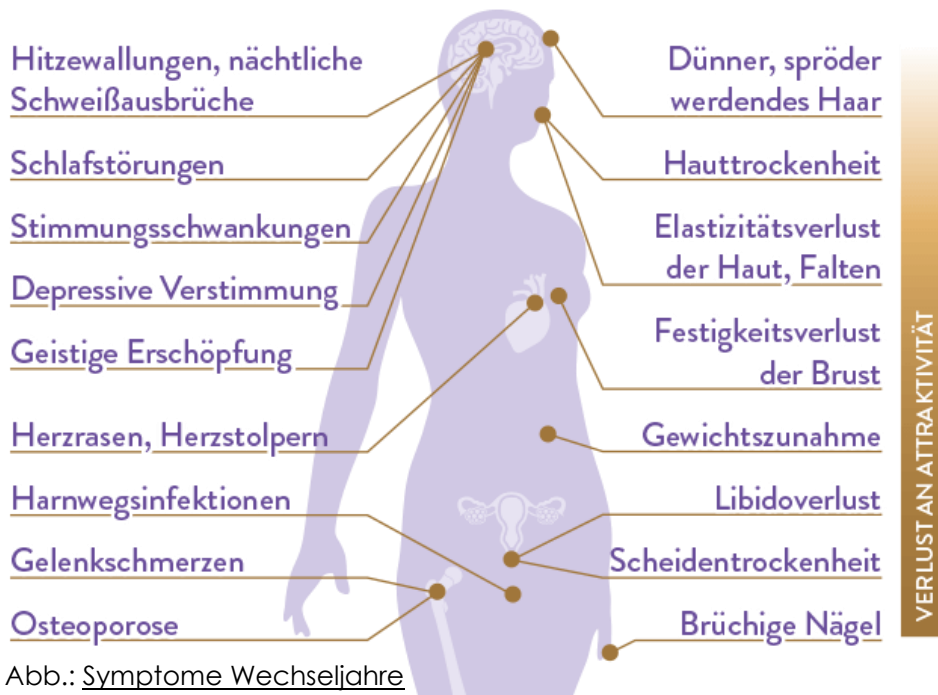 Hitzewallungen, nächtliche
Schweißausbrüche
Schlafstörungen
Stimmungsschwankungen
Depressive Verstimmung
Geistige Erschöpfung
Herzrasen, Herzstolpern
Harnwegsinfektionen
Gelenkschmerzen
Osteoporose
Dünner, spröder
werdendes Haar
Hauttrockenheit
Elastizitätsverlust
der Haut, Falten
Festigkeitsverlust
der Brust
Gewichtszunahme
Libidoverlust
Scheidentrockenheit
Brüchige Nägel
VERLUST AN ATTRAKTIVITÄT
Abb.: Symptome Wechseljahre